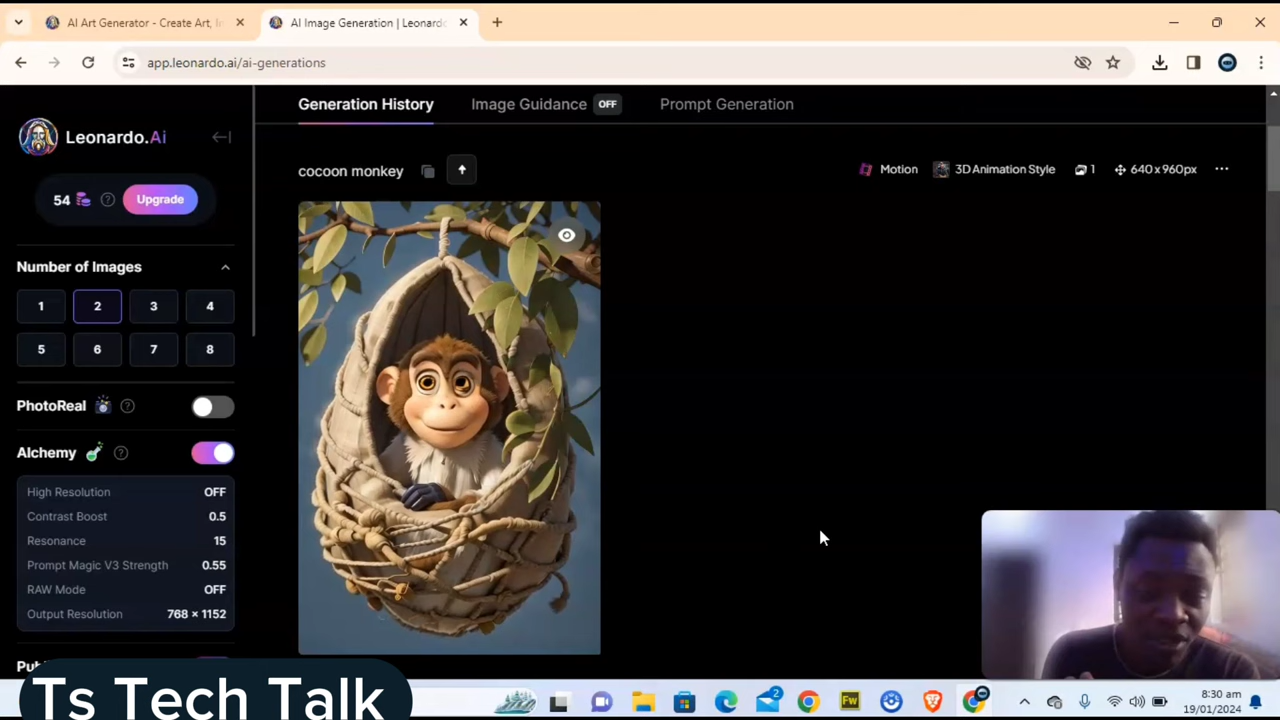 AI Art Generator - Create Art, I
AI Image Generation | Leonard
app.leonardo.ai/ai-generations
Leonardo.Ai
54
Upgrade
Number of Images
1 2 3 4
5 6 7 8
PhotoReal
Alchemy
High Resolution OFF
Contrast Boost 0.5
Resonance 15
Prompt Magic V3 Strength 0.55
RAW Mode OFF
Output Resolution 768 × 1152
Generation History
Image Guidance OFF
Prompt Generation
cocoon monkey
Motion
3D Animation Style
1
640 x 960px
Ts Tech Talk
2
Fw
8:30 am
19/01/2024